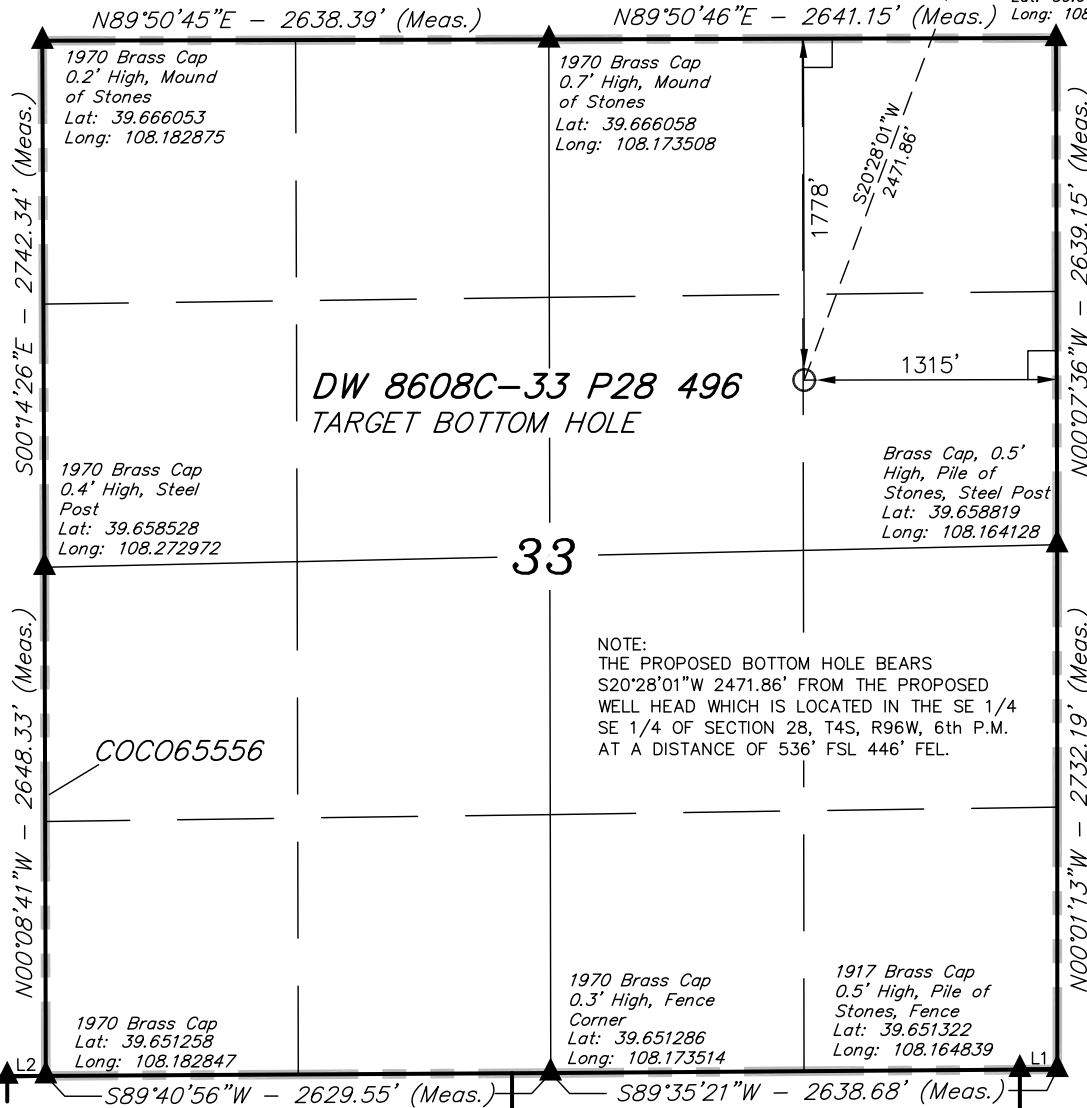 N89°50'45"E - 2638.39' (Meas.)
N89°50'46"E - 2641.15' (Meas.)
Long: 108
1970 Brass Cap
0.2' High, Mound
of Stones
Lat: 39.666053
Long: 108.182875
1970 Brass Cap
0.7' High, Mound
of Stones
Lat: 39.666058
Long: 108.173508
S00°14'26"E - 2742.34' (Meas.)
S20°28'01"W
2471.86'
1778'
N00°07'36"W - 2639.15' (Meas.)
1315'
DW 8608C-33 P28 496
TARGET BOTTOM HOLE
1970 Brass Cap
0.4' High, Steel
Post
Lat: 39.658528
Long: 108.272972
Brass Cap, 0.5'
High, Pile of
Stones, Steel Post
Lat: 39.658819
Long: 108.164128
33
NOTE:
THE PROPOSED BOTTOM HOLE BEARS
S20°28'01"W 2471.86' FROM THE PROPOSED
WELL HEAD WHICH IS LOCATED IN THE SE 1/4
SE 1/4 OF SECTION 28, T4S, R96W, 6th P.M.
AT A DISTANCE OF 536' FSL 446' FEL.
N00°08'41"W - 2648.33' (Meas.)
COC065556
N00°01'13"W - 2732.19' (Meas.)
1970 Brass Cap
Lat: 39.651258
Long: 108.182847
1970 Brass Cap
0.3' High, Fence
Corner
Lat: 39.651286
Long: 108.173514
1917 Brass Cap
0.5' High, Pile of
Stones, Fence
Lat: 39.651322
Long: 108.164839
L2
L1
S89°40'56"W - 2629.55' (Meas.)
S89°35'21"W - 2638.68' (Meas.)